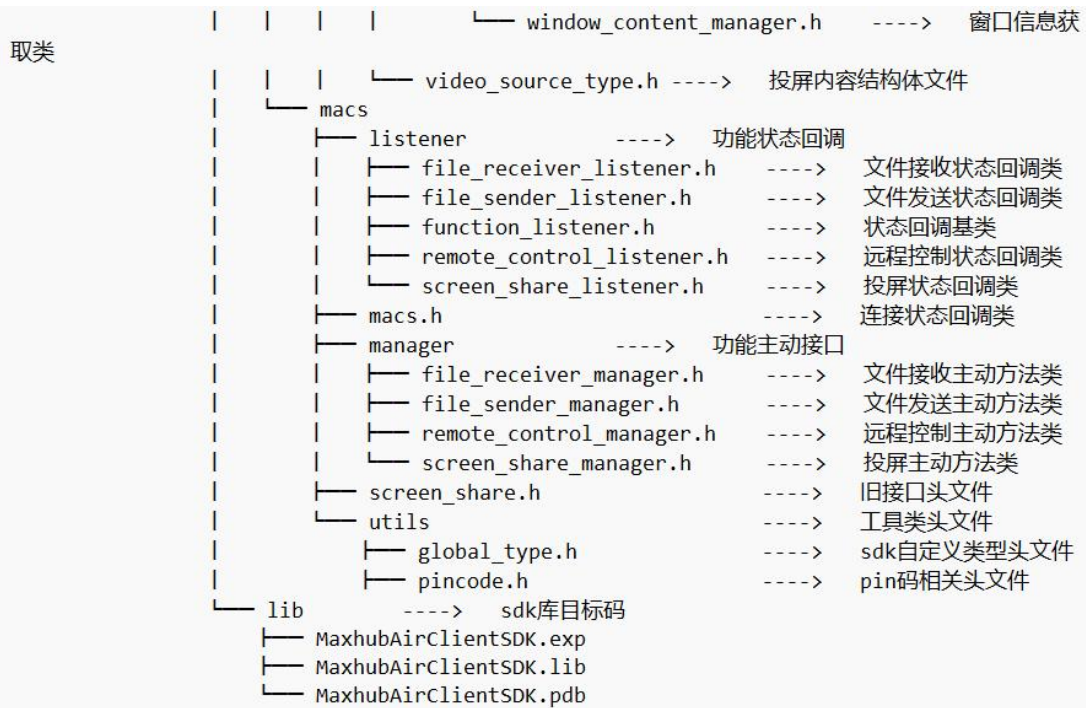 │   │   │   │       └── window_content_manager.h    ---->   窗口信息获
取类
│   │   │   └── video_source_type.h ---->   投屏内容结构体文件
│   └── macs
│       ├── listener            ---->   功能状态回调
│       │   ├── file_receiver_listener.h    ---->   文件接收状态回调类
│       │   ├── file_sender_listener.h      ---->   文件发送状态回调类
│       │   ├── function_listener.h         ---->   状态回调基类
│       │   ├── remote_control_listener.h   ---->   远程控制状态回调类
│       │   └── screen_share_listener.h     ---->   投屏状态回调类
│       ├── macs.h                          ---->   连接状态回调类
│       ├── manager             ---->   功能主动接口
│       │   ├── file_receiver_manager.h     ---->   文件接收主动方法类
│       │   ├── file_sender_manager.h       ---->   文件发送主动方法类
│       │   ├── remote_control_manager.h    ---->   远程控制主动方法类
│       │   └── screen_share_manager.h      ---->   投屏主动方法类
│       ├── screen_share.h                  ---->   旧接口头文件
│       └── utils                           ---->   工具类头文件
│           ├── global_type.h               ---->   sdk自定义类型头文件
│           ├── pincode.h                   ---->   pin码相关头文件
└── lib         ---->   sdk库目标码
    ├── MaxhubAirClientSDK.exp
    ├── MaxhubAirClientSDK.lib
    └── MaxhubAirClientSDK.pdb